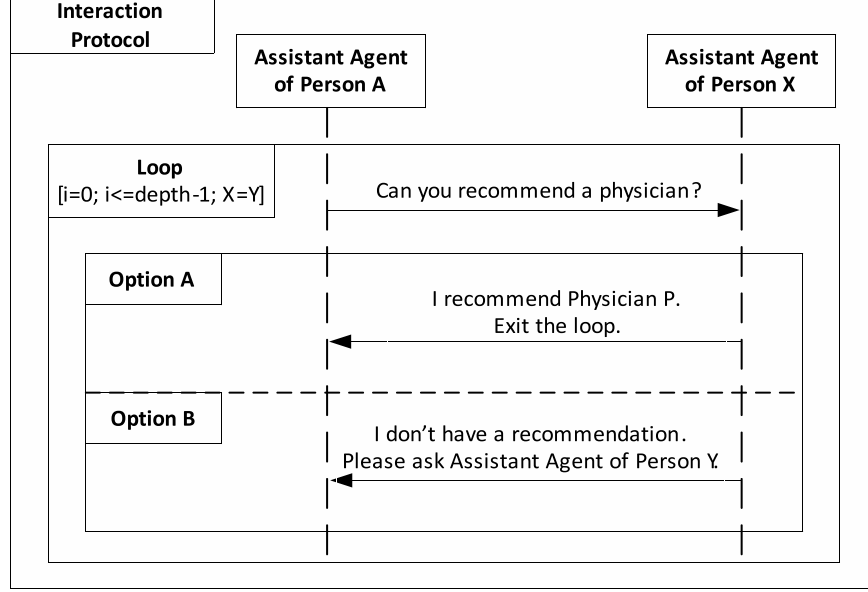 Interaction
Protocol
Assistant Agent
of Person A
Assistant Agent
of Person X
Loop
[i=0; i<=depth-1; X=Y]
Can you recommend a physician?
Option A
I recommend Physician P.
Exit the loop.
Option B
I don’t have a recommendation.
Please ask Assistant Agent of Person Y.